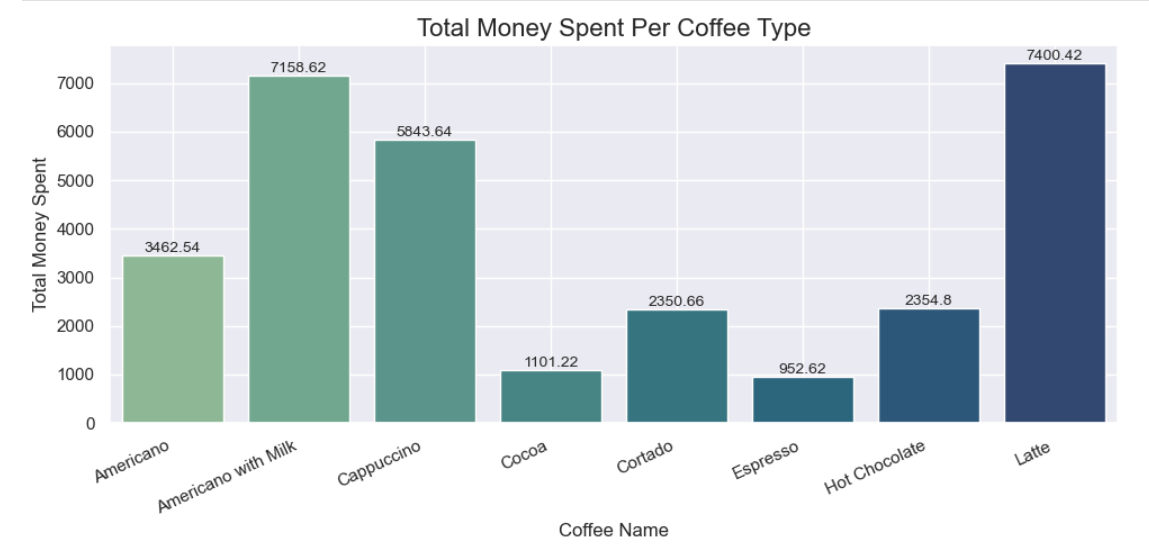 Total Money Spent Per Coffee Type
7400.42
7158.62
7000
5843.64
6000
5000
Total Money Spent
4000
3462.54
3000
2350.66
2354.8
2000
1101.22
952.62
1000
0
Americano
Americano with Milk
Cappuccino
Cocoa
Cortado
Espresso
Hot Chocolate
Latte
Coffee Name